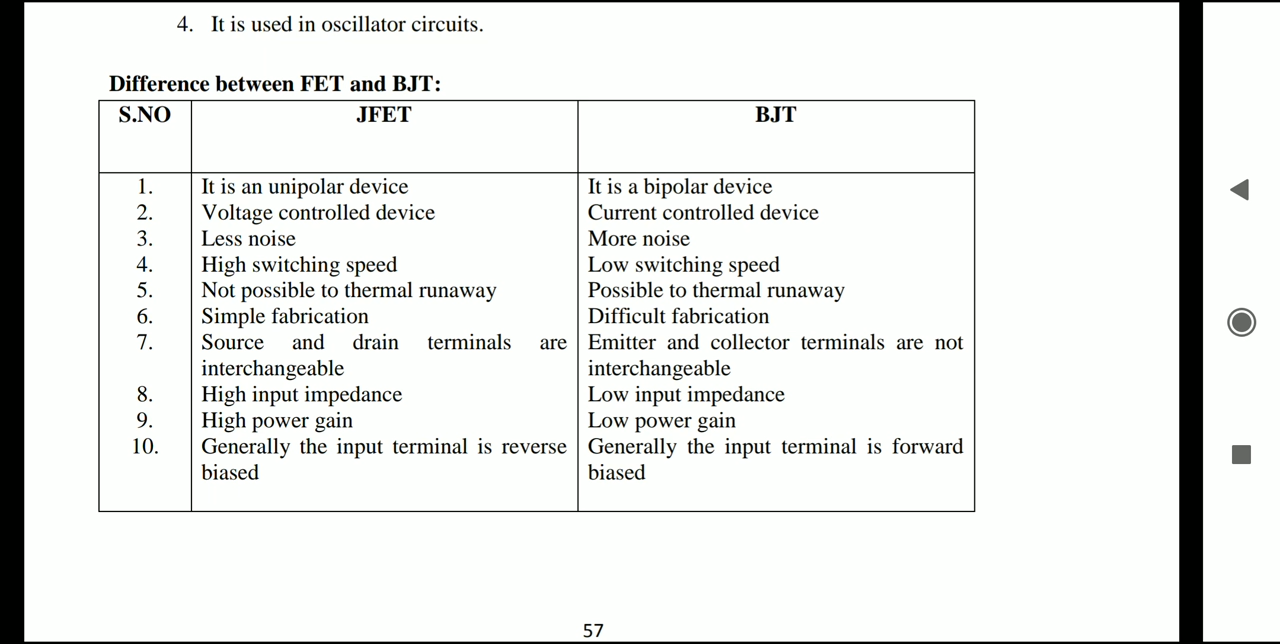 4. It is used in oscillator circuits.
Difference between FET and BJT:
S.NO JFET BJT
1. It is an unipolar device It is a bipolar device
2. Voltage controlled device Current controlled device
3. Less noise More noise
4. High switching speed Low switching speed
5. Not possible to thermal runaway Possible to thermal runaway
6. Simple fabrication Difficult fabrication
7. Source and drain terminals are Emitter and collector terminals are not
interchangeable interchangeable
8. High input impedance Low input impedance
9. High power gain Low power gain
10. Generally the input terminal is reverse Generally the input terminal is forward
biased biased
57